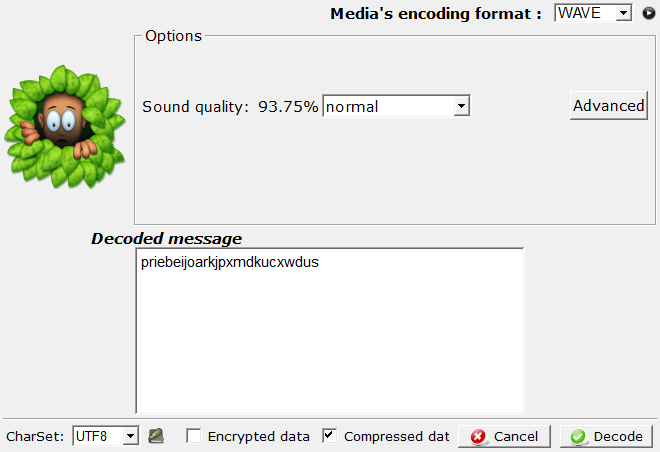 Media's encoding format :
WAVE
Options
Sound quality: 93.75%
normal
Advanced
Decoded message
priebeijoarkjpxmdkucxwdus
CharSet:
UTF8
Encrypted data
Compressed dat
Cancel
Decode